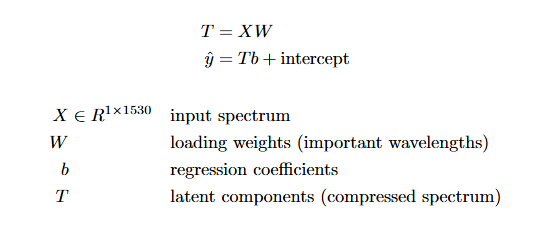 T = XW
ŷ = Tb + intercept
X ∈ R^{1×1530} input spectrum
W loading weights (important wavelengths)
b regression coefficients
T latent components (compressed spectrum)